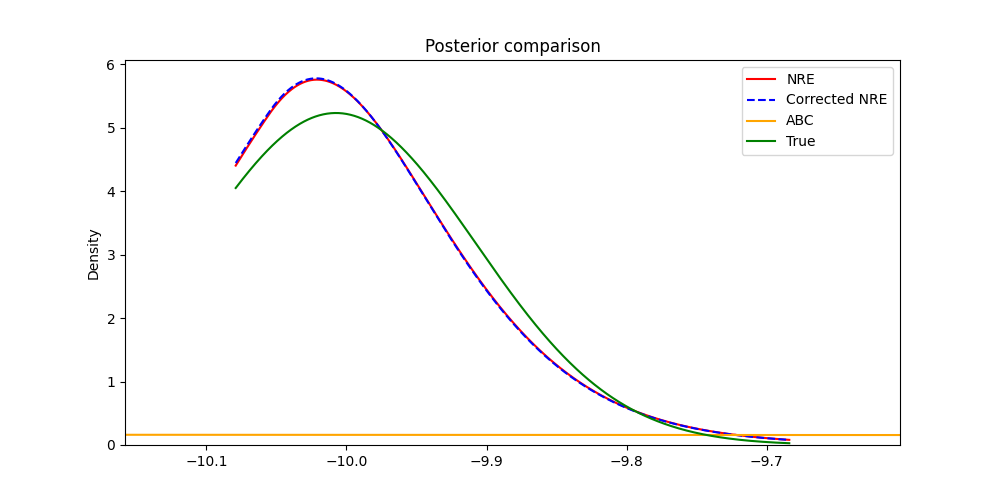 Posterior comparison
NRE
Corrected NRE
ABC
True
Density
6
5
4
3
2
1
0
−10.1
−10.0
−9.9
−9.8
−9.7